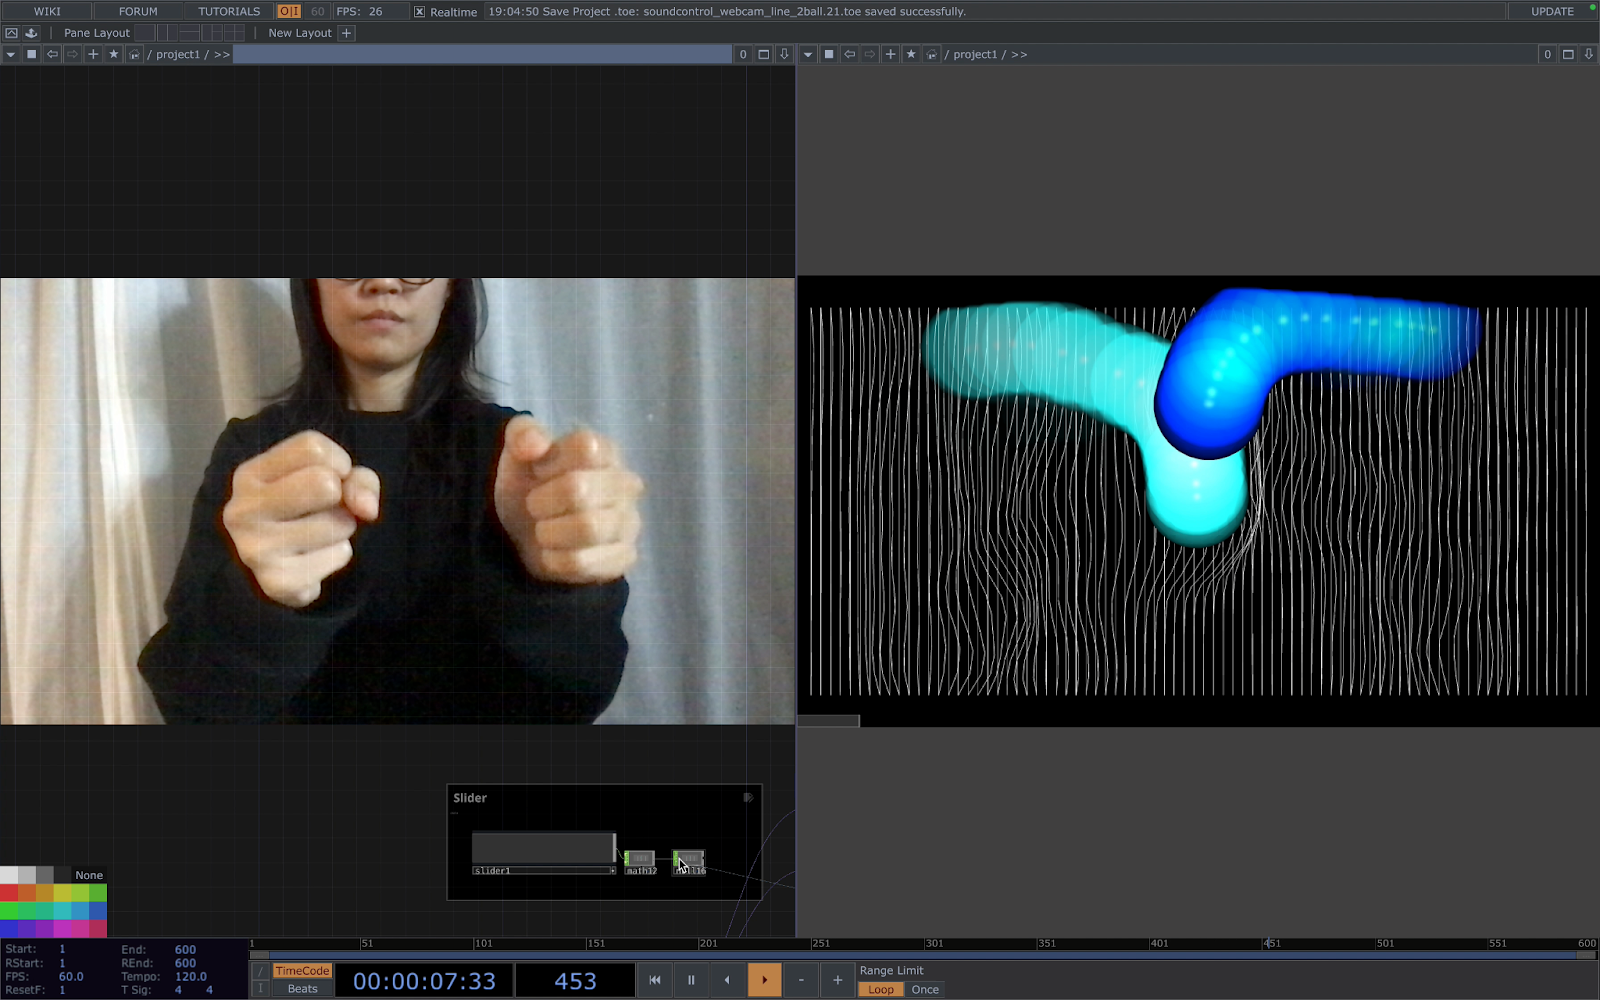 WIKI FORUM TUTORIALS O|I 60 FPS: 26 Realtime 19:04:50 Save Project .toe: soundcontrol_webcam_line_2ball.21.toe saved successfully. UPDATE
Pane Layout New Layout +
/ project1 / >> 0
/ project1 / >> 0
Slider
slider1 math12
None
Start: 1 End: 600
RStart: 1 REnd: 600
FPS: 60.0 Tempo: 120.0
ResetF: 1 T Sig: 4 4
1 51 101 151 201 251 301 351 401 451 501 551 600
TimeCode
Beats
00:00:07:33
453
Range Limit
Loop Once